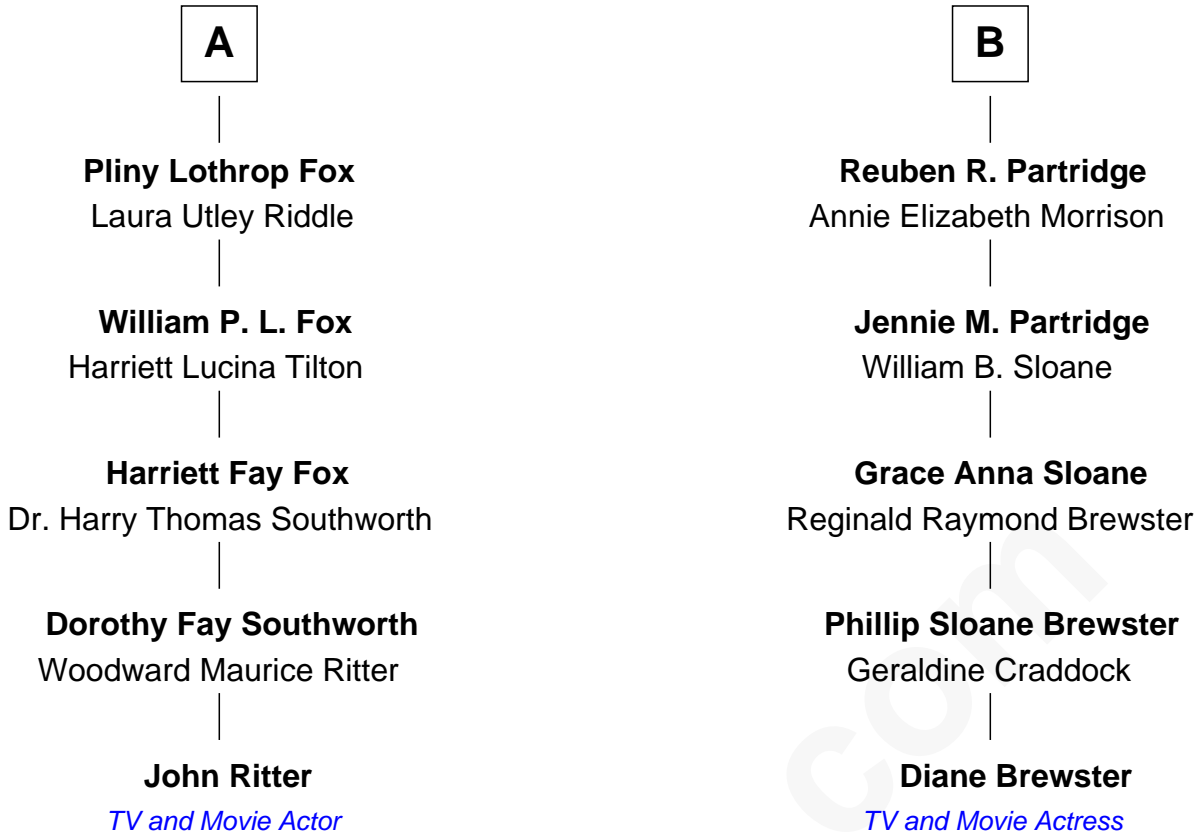 A
Pliny Lothrop Fox
Laura Utley Riddle
William P. L. Fox
Harriett Lucina Tilton
Harriett Fay Fox
Dr. Harry Thomas Southworth
Dorothy Fay Southworth
Woodward Maurice Ritter
John Ritter
TV and Movie Actor
B
Reuben R. Partridge
Annie Elizabeth Morrison
Jennie M. Partridge
William B. Sloane
Grace Anna Sloane
Reginald Raymond Brewster
Phillip Sloane Brewster
Geraldine Craddock
Diane Brewster
TV and Movie Actress
com